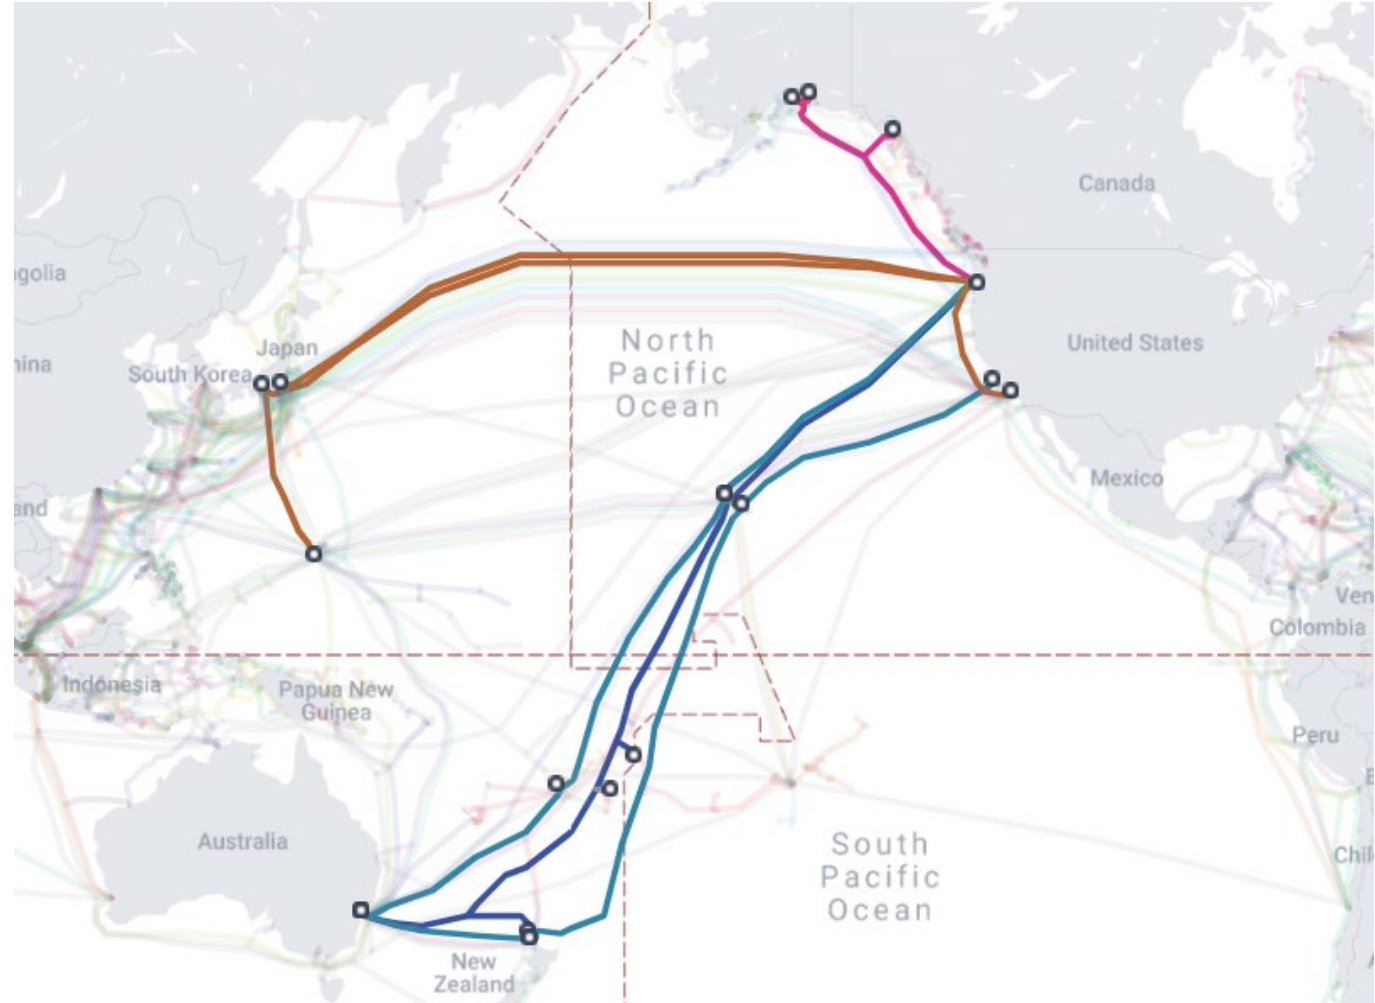 Canada
ngolia
North
Pacific
Ocean
United States
Japan
South Korea
hina
Mexico
and
Ven
Colombia
Indonesia
Papua New
Guinea
Peru
Australia
South
Pacific
Ocean
Chil
New
Zealand